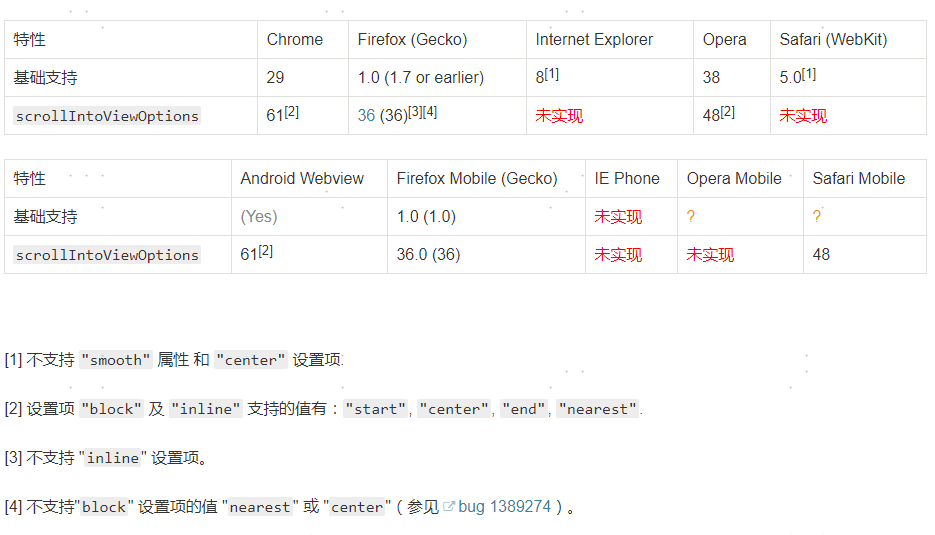 特性 Chrome Firefox (Gecko) Internet Explorer Opera Safari (WebKit)
基础支持 29 1.0 (1.7 or earlier) 8[1] 38 5.0[1]
scrollIntoViewOptions 61[2] 36 (36)[3][4] 未实现 48[2] 未实现
特性 Android Webview Firefox Mobile (Gecko) IE Phone Opera Mobile Safari Mobile
基础支持 (Yes) 1.0 (1.0) 未实现 ? ?
scrollIntoViewOptions 61[2] 36.0 (36) 未实现 未实现 48
[1] 不支持 "smooth" 属性 和 "center" 设置项.
[2] 设置项 "block" 及 "inline" 支持的值有："start", "center", "end", "nearest".
[3] 不支持 "inline" 设置项。
[4] 不支持"block" 设置项的值 "nearest" 或 "center"（参见 bug 1389274）。